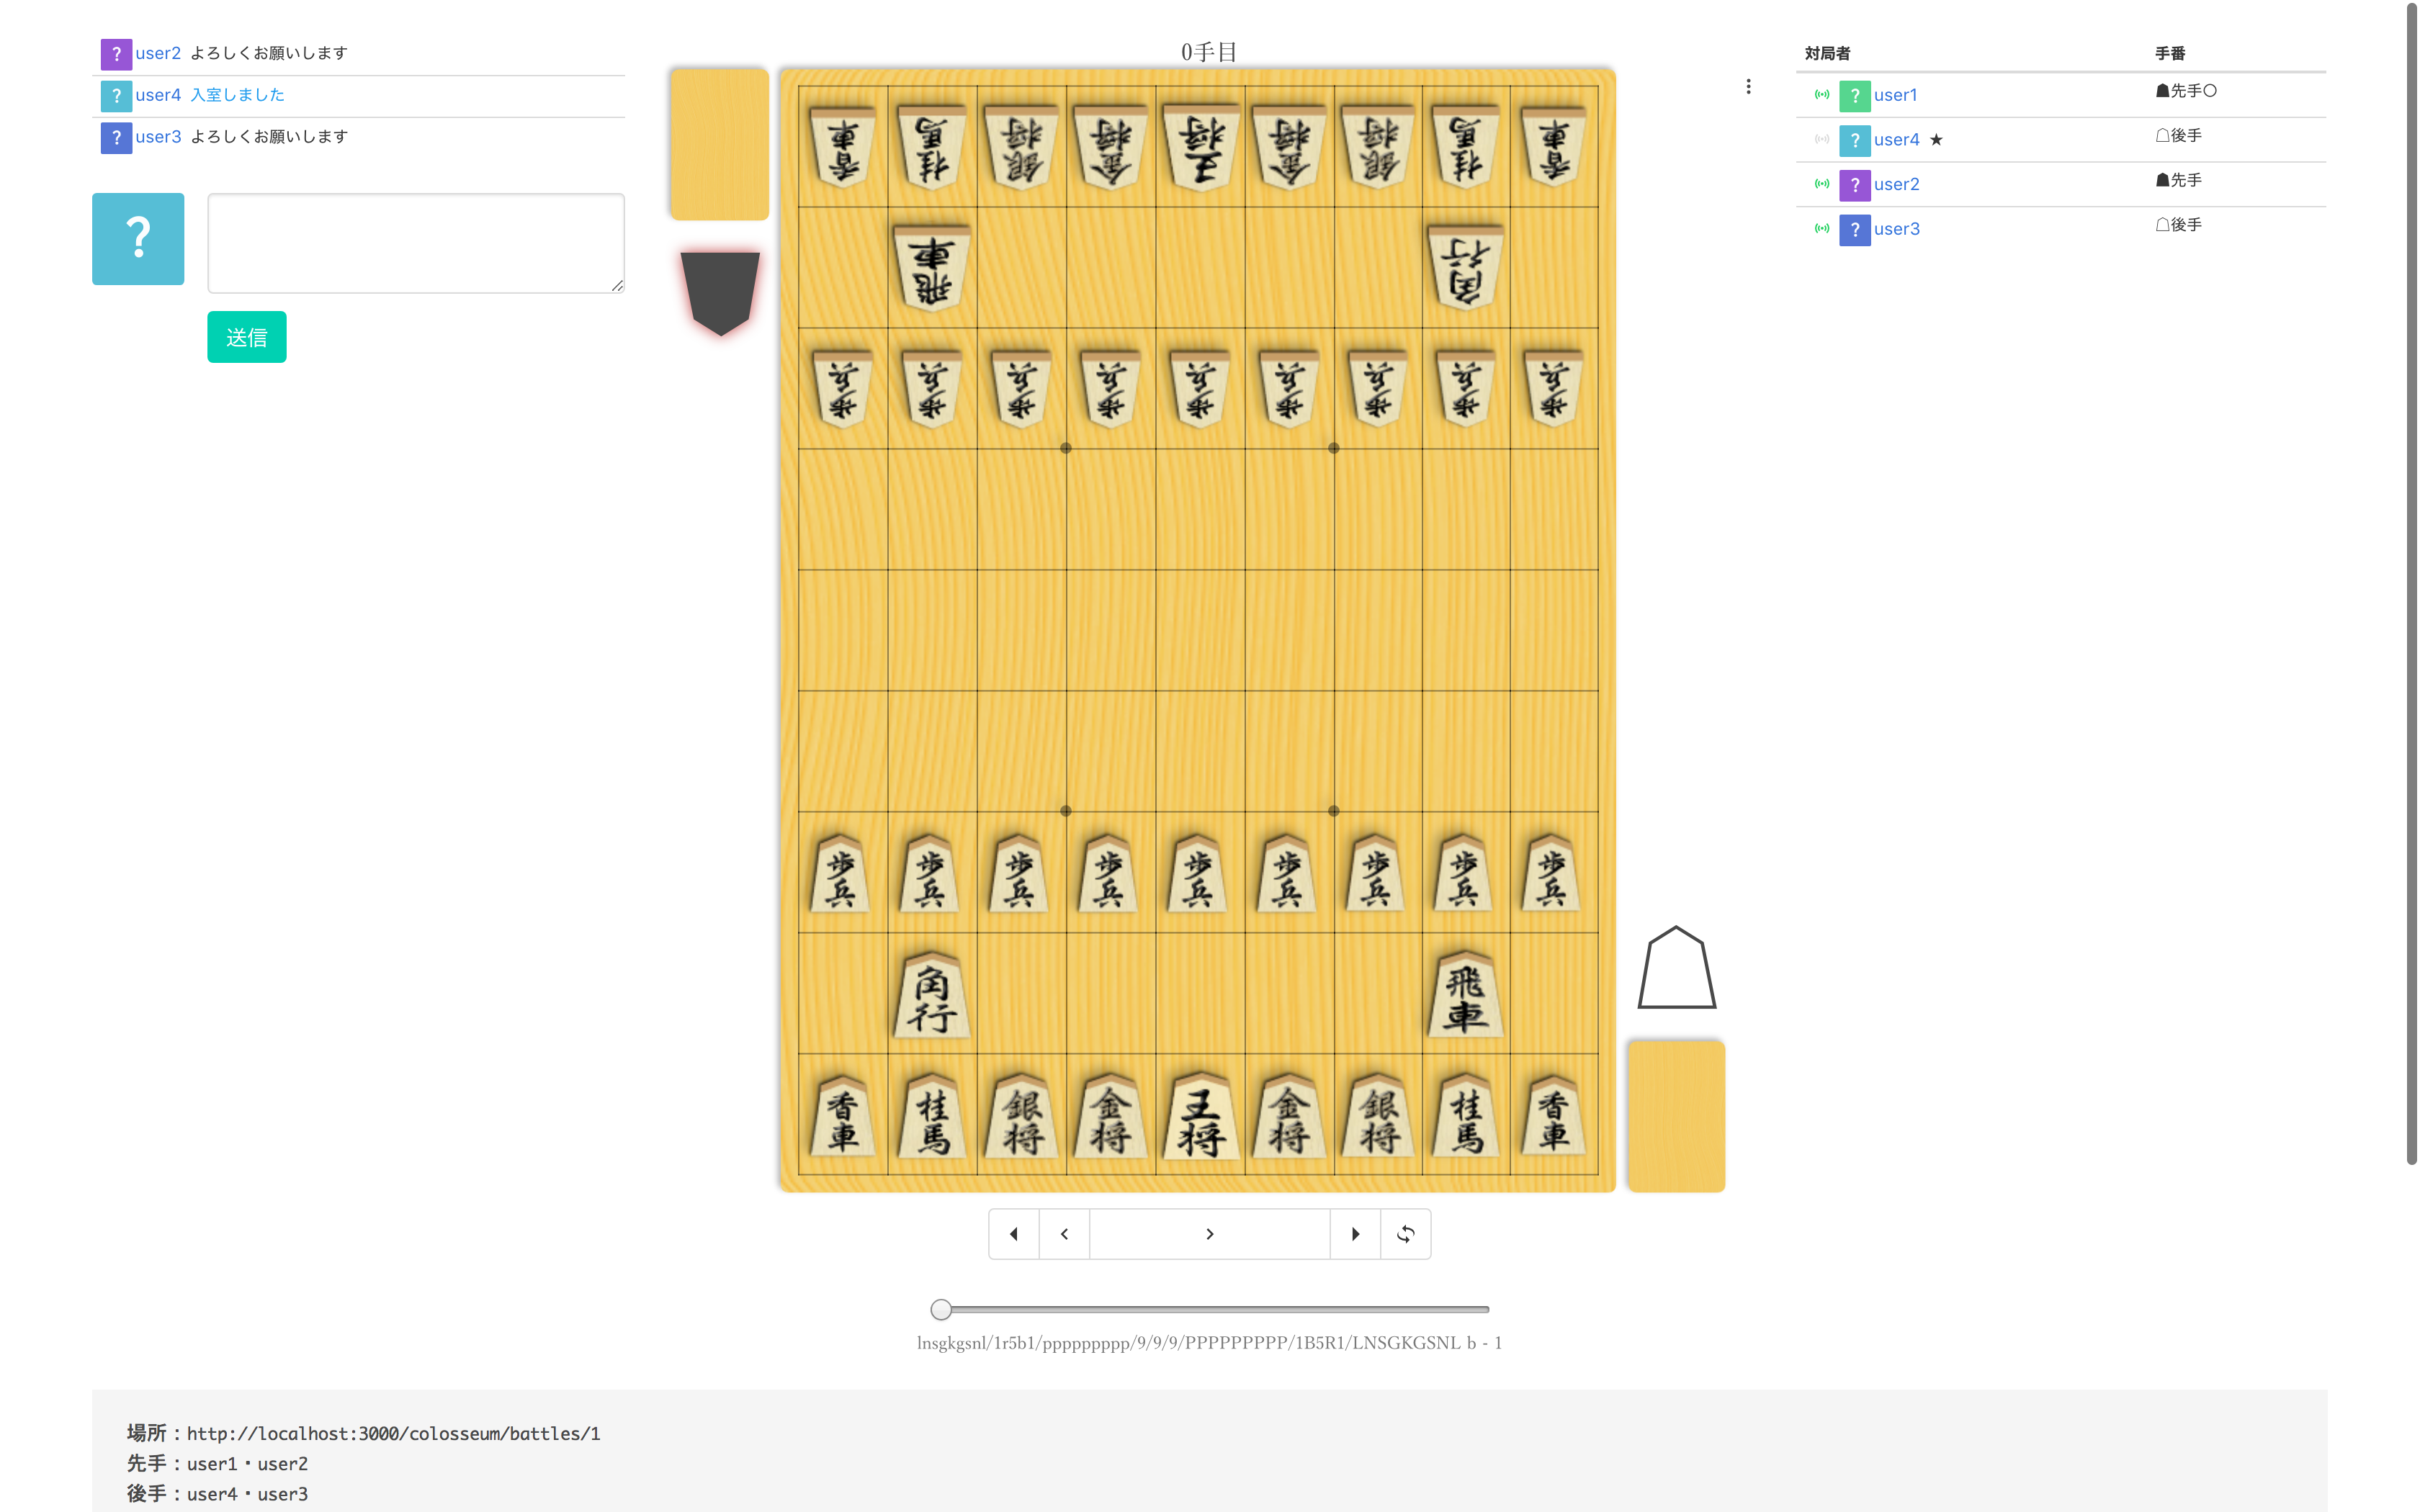 ? user2 よろしくお願いします
? user4 入室しました
? user3 よろしくお願いします
?
送信
0手目
香車 桂馬 銀将 金将 王将 金将 銀将 桂馬 香車
飛車 角行
歩兵 歩兵 歩兵 歩兵 歩兵 歩兵 歩兵 歩兵 歩兵
歩兵 歩兵 歩兵 歩兵 歩兵 歩兵 歩兵 歩兵 歩兵
角行 飛車
香車 桂馬 銀将 金将 王将 金将 銀将 桂馬 香車
lnsgkgsnl/1r5b1/ppppppppp/9/9/9/PPPPPPPPP/1B5R1/LNSGKGSNL b - 1
対局者 手番
? user1 ☗先手○
? user4 ★ ☖後手
? user2 ☗先手
? user3 ☖後手
場所：http://localhost:3000/colosseum/battles/1
先手：user1・user2
後手：user4・user3